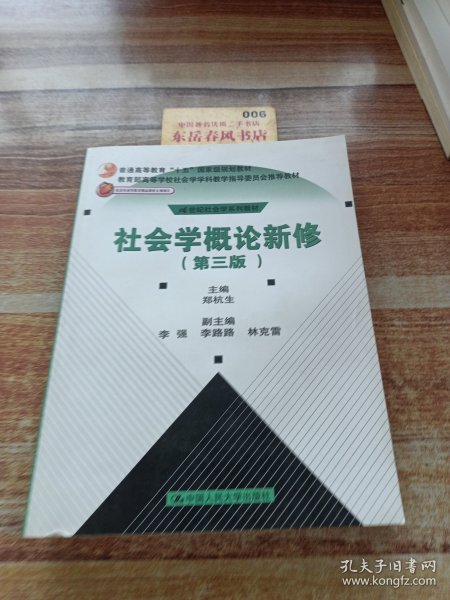 006
中国旧书代统二手书店
东岳春风书店
普通高等教育“十五”国家级规划教材
教育部高等学校社会学学科教学指导委员会推荐教材
21世纪社会学系列教材
社会学概论新修
（第三版）
主编
郑杭生
副主编
李 强 李路路 林克雷
中国人民大学出版社
孔夫子旧书网
www.kongfz.com